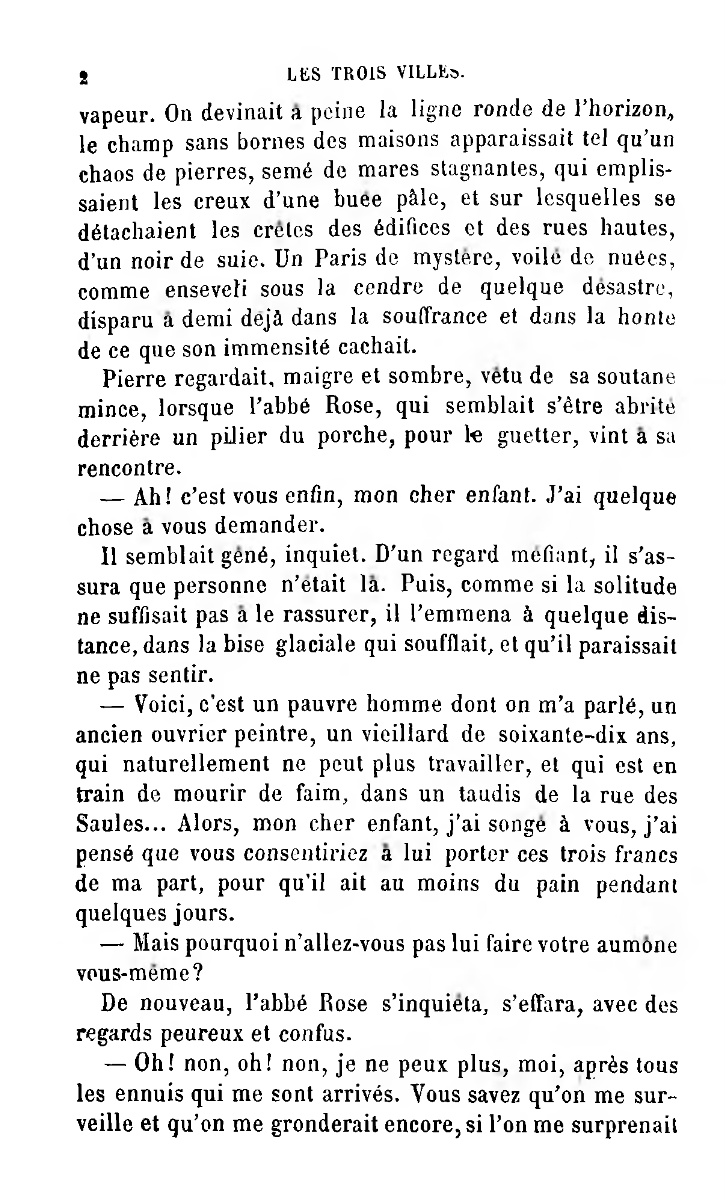 2 LES TROIS VILLES.
vapeur. On devinait à peine la ligne ronde de l'horizon,
le champ sans bornes des maisons apparaissait tel qu'un
chaos de pierres, semé de mares stagnantes, qui emplis-
saient les creux d'une buée pâle, et sur lesquelles se
détachaient les crêtes des édifices et des rues hautes,
d'un noir de suie. Un Paris de mystère, voilé de nuées,
comme enseveli sous la cendre de quelque désastre,
disparu à demi déjà dans la souffrance et dans la honte
de ce que son immensité cachait.
Pierre regardait, maigre et sombre, vêtu de sa soutane
mince, lorsque l'abbé Rose, qui semblait s'être abrité
derrière un pilier du porche, pour le guetter, vint à sa
rencontre.
— Ah! c'est vous enfin, mon cher enfant. J'ai quelque
chose à vous demander.
Il semblait gêné, inquiet. D'un regard méfiant, il s'as-
sura que personne n'était là. Puis, comme si la solitude
ne suffisait pas à le rassurer, il l'emmena à quelque dis-
tance, dans la bise glaciale qui soufflait, et qu'il paraissait
ne pas sentir.
— Voici, c'est un pauvre homme dont on m'a parlé, un
ancien ouvrier peintre, un vieillard de soixante-dix ans,
qui naturellement ne peut plus travailler, et qui est en
train de mourir de faim, dans un taudis de la rue des
Saules... Alors, mon cher enfant, j'ai songé à vous, j'ai
pensé que vous consentiriez à lui porter ces trois francs
de ma part, pour qu'il ait au moins du pain pendant
quelques jours.
— Mais pourquoi n'allez-vous pas lui faire votre aumône
vous-même?
De nouveau, l'abbé Rose s'inquiéta, s'effara, avec des
regards peureux et confus.
— Oh! non, oh! non, je ne peux plus, moi, après tous
les ennuis qui me sont arrivés. Vous savez qu'on me sur-
veille et qu'on me gronderait encore, si l'on me surprenait